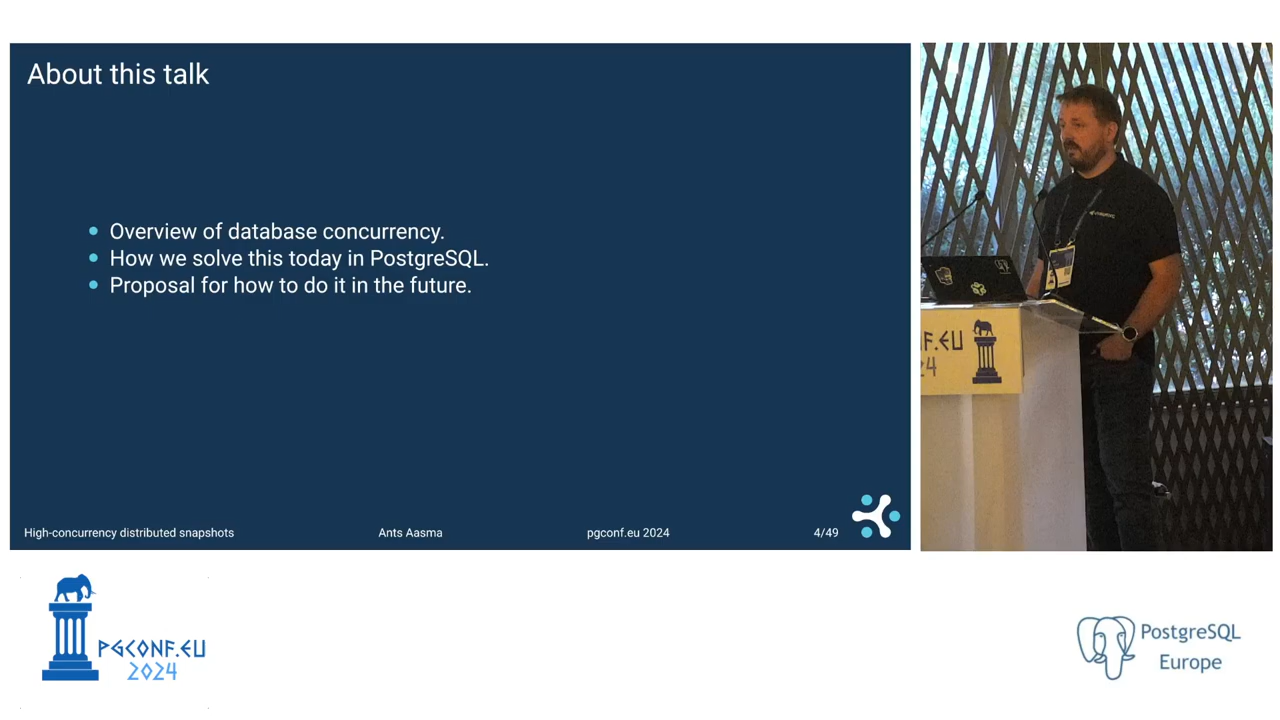 About this talk
Overview of database concurrency.
How we solve this today in PostgreSQL.
Proposal for how to do it in the future.
High-concurrency distributed snapshots
Ants Aasma
pgconf.eu 2024
4/49
F.EU
24
PGCONF.EU
2024
PostgreSQL
Europe